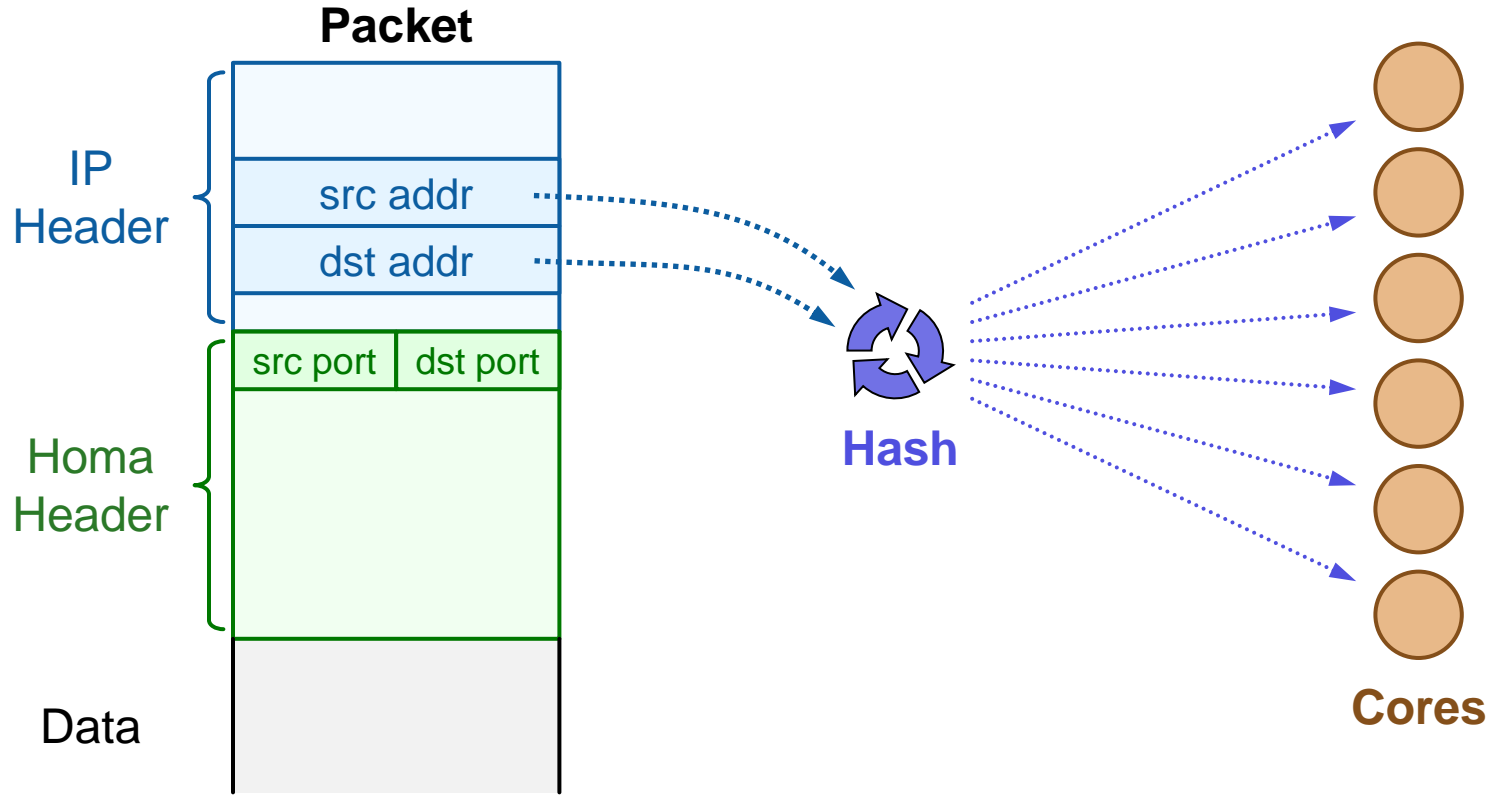 Packet
IP
Header
src addr
dst addr
src port
dst port
Homa
Header
Hash
Data
Cores